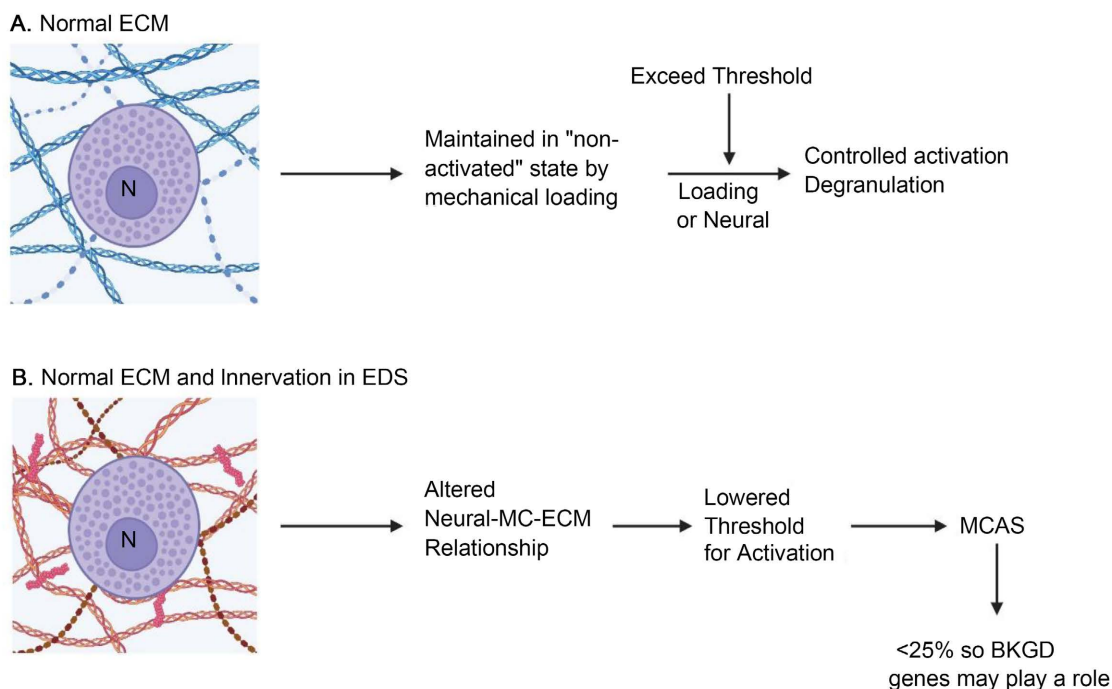 A. Normal ECM
N
Maintained in "non-
activated" state by
mechanical loading
Exceed Threshold
Loading
or Neural
Controlled activation
Degranulation
B. Normal ECM and Innervation in EDS
N
Altered
Neural-MC-ECM
Relationship
Lowered
Threshold
for Activation
MCAS
<25% so BKGD
genes may play a role